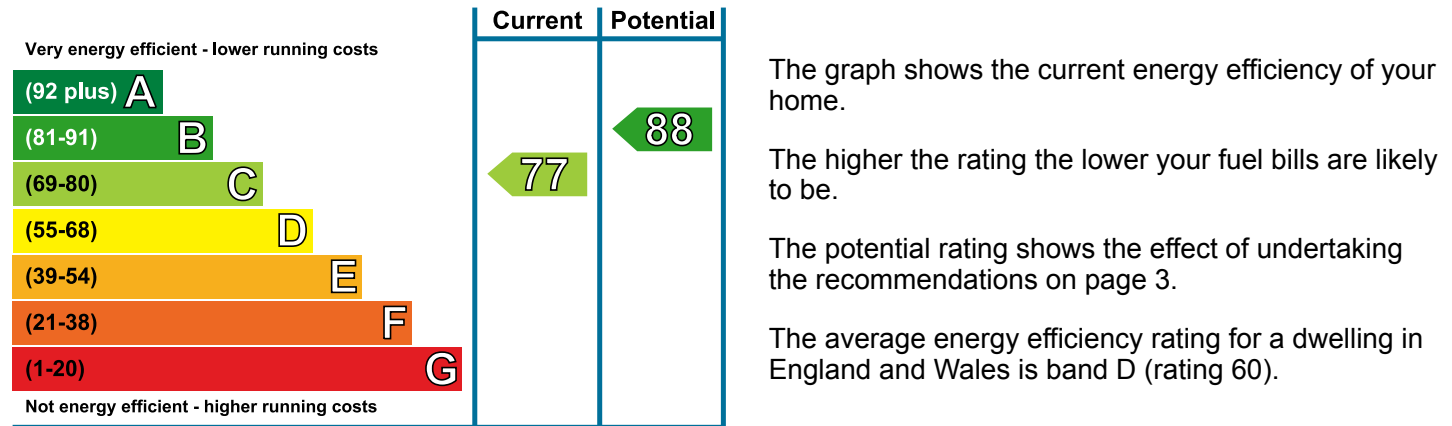 Current Potential
Very energy efficient - lower running costs
(92 plus) A
(81-91) B
(69-80) C
(55-68) D
(39-54) E
(21-38) F
(1-20) G
Not energy efficient - higher running costs
77
88
The graph shows the current energy efficiency of your
home.
The higher the rating the lower your fuel bills are likely
to be.
The potential rating shows the effect of undertaking
the recommendations on page 3.
The average energy efficiency rating for a dwelling in
England and Wales is band D (rating 60).